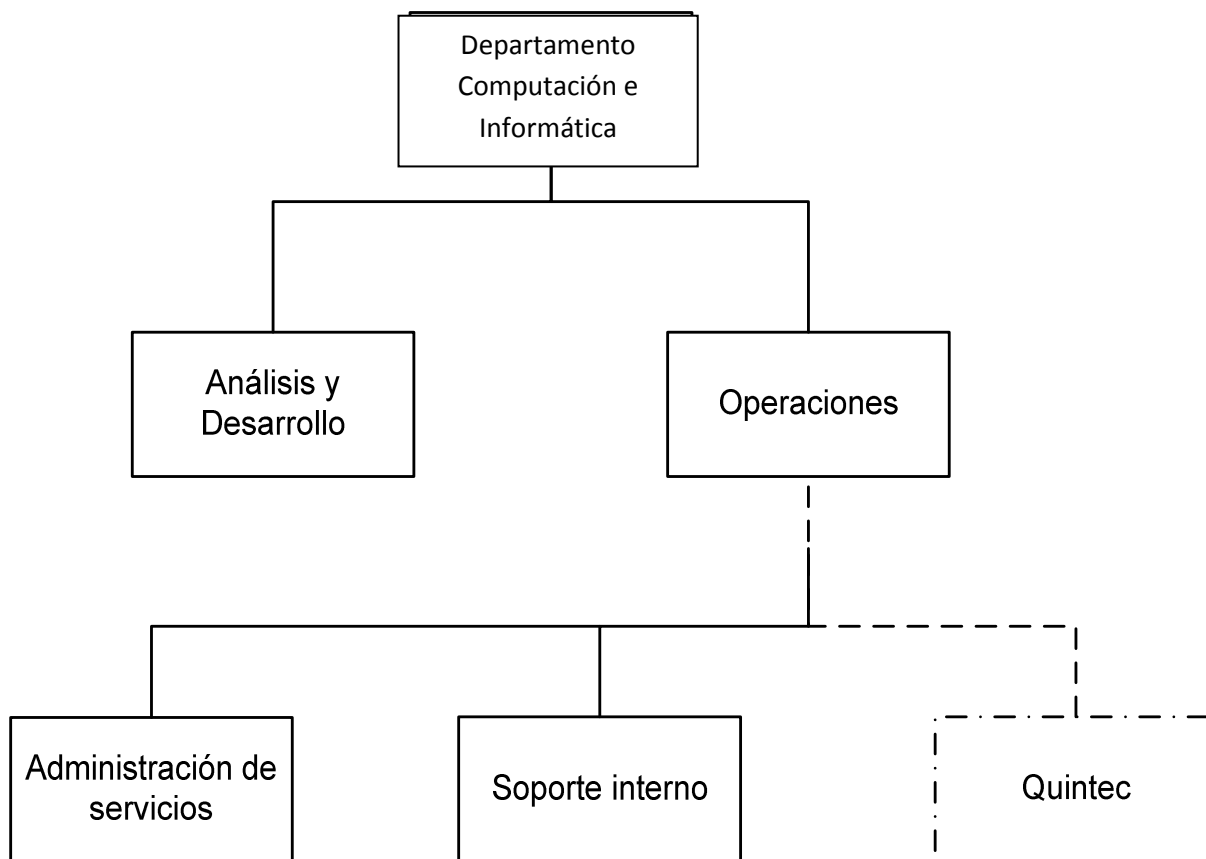 Departamento
Computación e
Informática
Análisis y
Desarrollo
Operaciones
Administración de
servicios
Soporte interno
Quintec